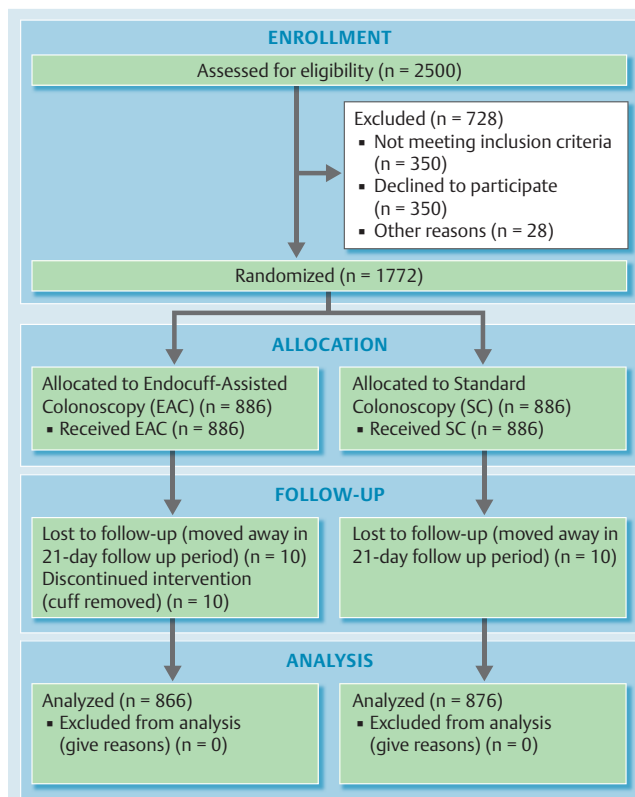 ENROLLMENT
Assessed for eligibility (n = 2500)
Excluded (n = 728)
▪ Not meeting inclusion criteria
(n = 350)
▪ Declined to participate
(n = 350)
▪ Other reasons (n = 28)
Randomized (n = 1772)
ALLOCATION
Allocated to Endocuff-Assisted
Colonoscopy (EAC) (n = 886)
▪ Received EAC (n = 886)
Allocated to Standard
Colonoscopy (SC) (n = 886)
▪ Received SC (n = 886)
FOLLOW-UP
Lost to follow-up (moved away in
21-day follow up period) (n = 10)
Discontinued intervention
(cuff removed) (n = 10)
Lost to follow-up (moved away in
21-day follow up period) (n = 10)
ANALYSIS
Analyzed (n = 866)
▪ Excluded from analysis
(give reasons) (n = 0)
Analyzed (n = 876)
▪ Excluded from analysis
(give reasons) (n = 0)